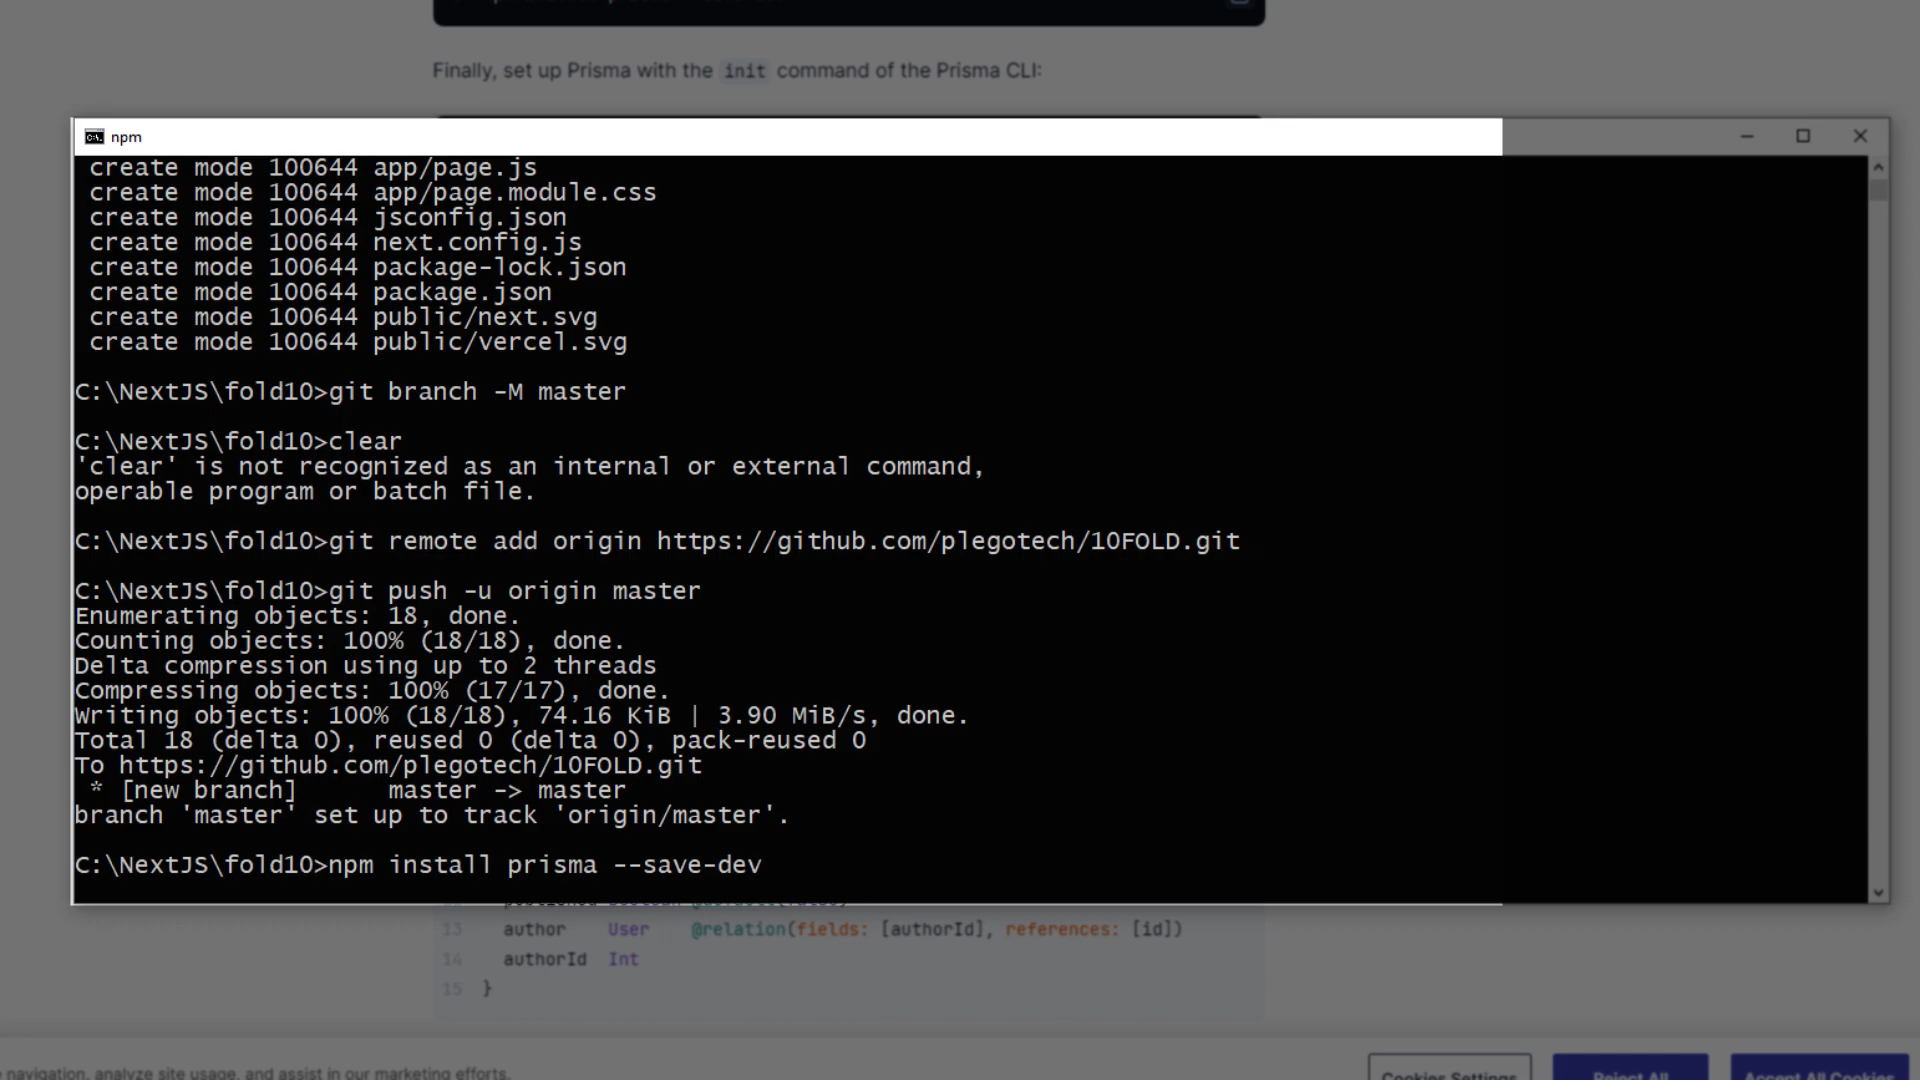 Finally, set up Prisma with the init command of the Prisma CLI:
npm
create mode 100644 app/page.js
create mode 100644 app/page.module.css
create mode 100644 jsconfig.json
create mode 100644 next.config.js
create mode 100644 package-lock.json
create mode 100644 package.json
create mode 100644 public/next.svg
create mode 100644 public/vercel.svg
C:\NextJS\fold10>git branch -M master
C:\NextJS\fold10>clear
'clear' is not recognized as an internal or external command,
operable program or batch file.
C:\NextJS\fold10>git remote add origin https://github.com/plegotech/10FOLD.git
C:\NextJS\fold10>git push -u origin master
Enumerating objects: 18, done.
Counting objects: 100% (18/18), done.
Delta compression using up to 2 threads
Compressing objects: 100% (17/17), done.
Writing objects: 100% (18/18), 74.16 KiB | 3.90 MiB/s, done.
Total 18 (delta 0), reused 0 (delta 0), pack-reused 0
To https://github.com/plegotech/10FOLD.git
* [new branch]      master -> master
branch 'master' set up to track 'origin/master'.
C:\NextJS\fold10>npm install prisma --save-dev
13 author User @relation(fields: [authorId], references: [id])
14 authorId Int
15 }
navigation, analyze site usage, and assist in our marketing efforts.
Cookies Settings
Reject All
Accept All Cookies